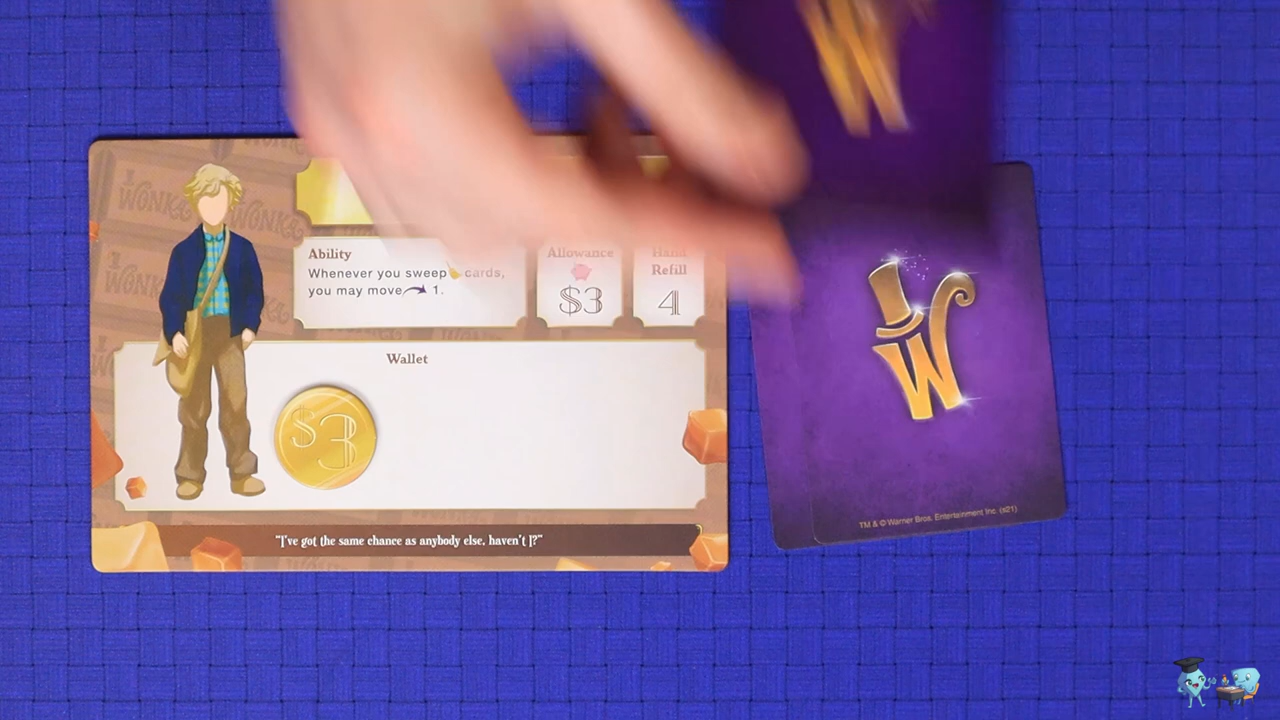 WONKA
WONKA
WONKA
Ability
Whenever you sweep cards,
you may move 1.
Allowance
$3
Hand
Refill
4
Wallet
$3
"I've got the same chance as anybody else, haven't I?"
W
W
TM & © Warner Bros. Entertainment Inc. (s21)